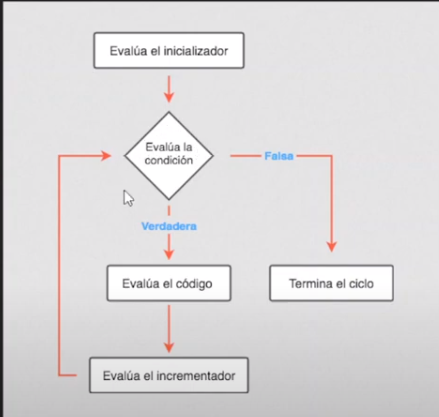 Evalúa el inicializador
Evalúa la
condición
Falsa
Verdadera
Evalúa el código
Termina el ciclo
Evalúa el incrementador